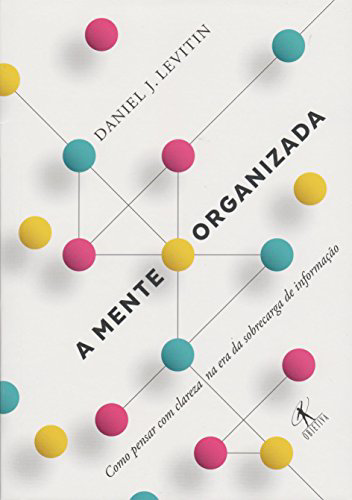 DANIEL J. LEVITIN
A MENTE
ORGANIZADA
Como pensar com clareza na era da sobrecarga de informação
OBJETIVA